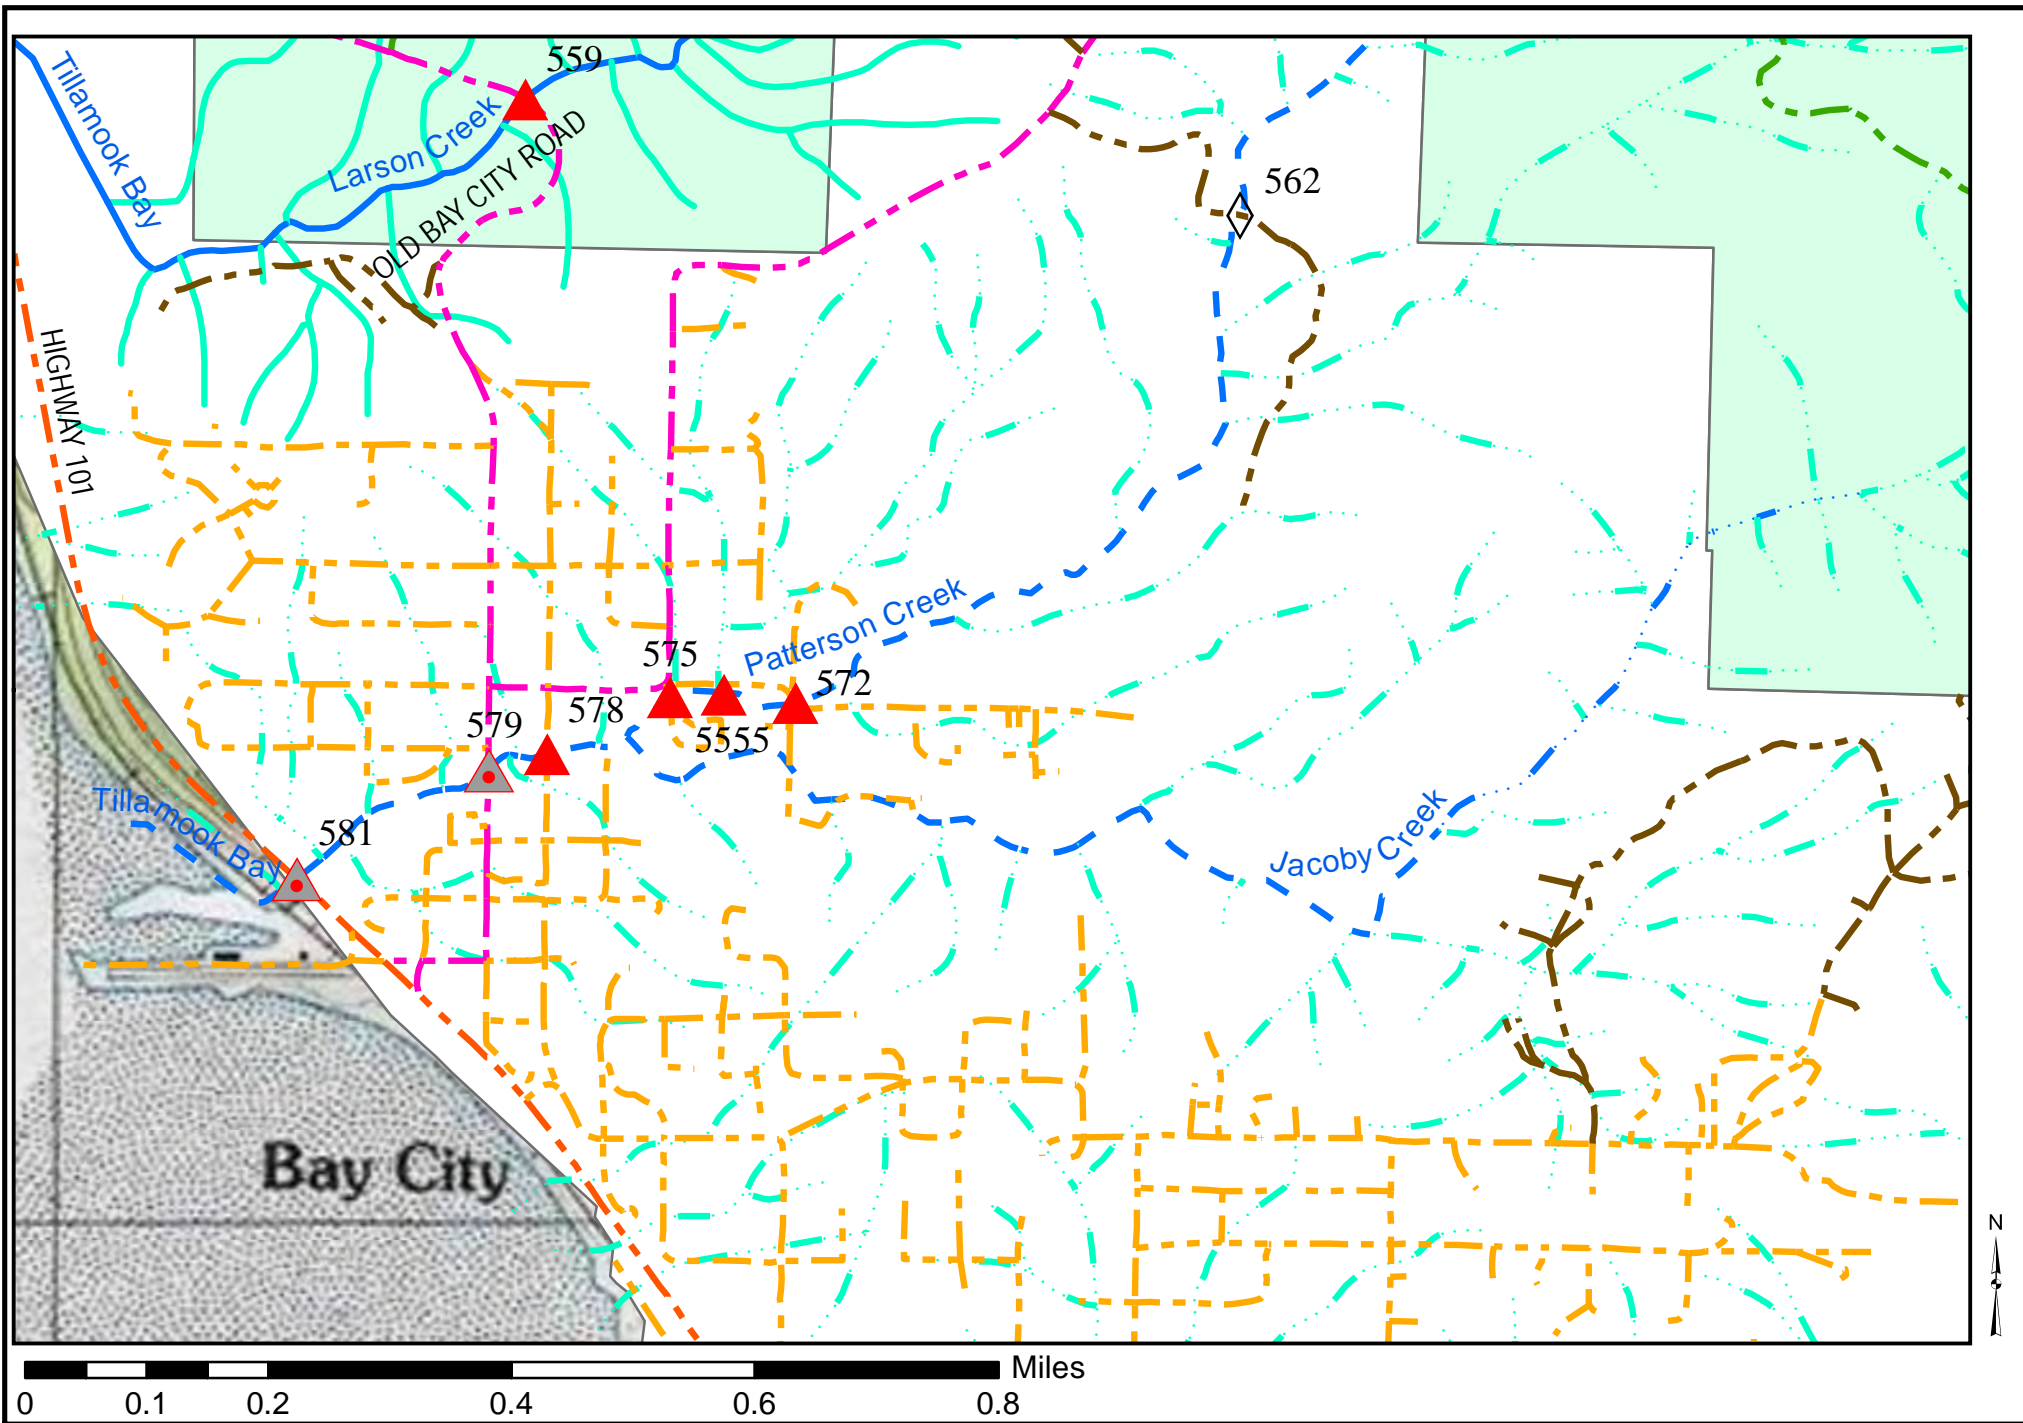 559
Tillamook Bay
Larson Creek
OLD BAY CITY ROAD
562
HIGHWAY 101
Patterson Creek
575
572
578
579
5555
Tillamook Bay
581
Jacoby Creek
Bay City
N
Miles
0 0.1 0.2 0.4 0.6 0.8